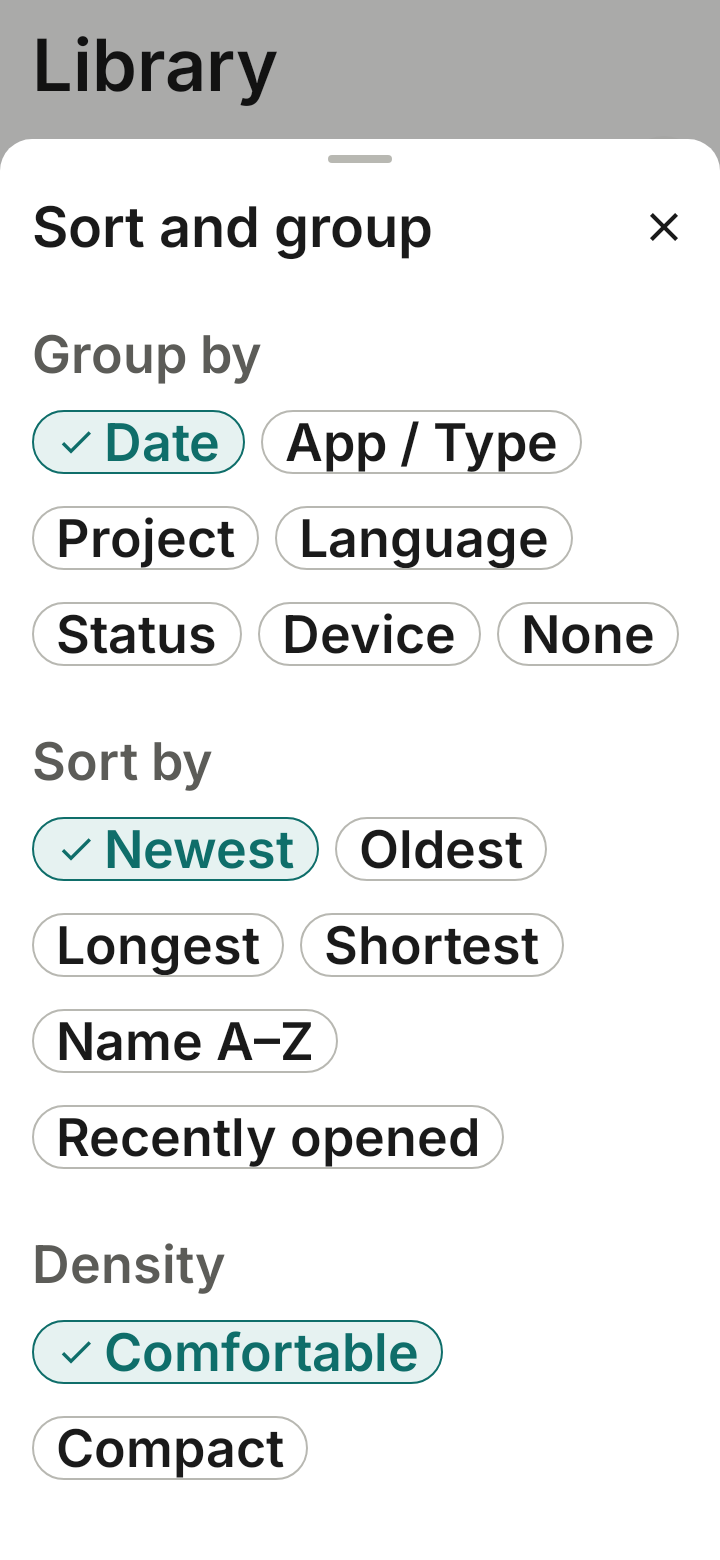 Library
Sort and group
Group by
Date App / Type
Project Language
Status Device None
Sort by
Newest Oldest
Longest Shortest
Name A–Z
Recently opened
Density
Comfortable
Compact